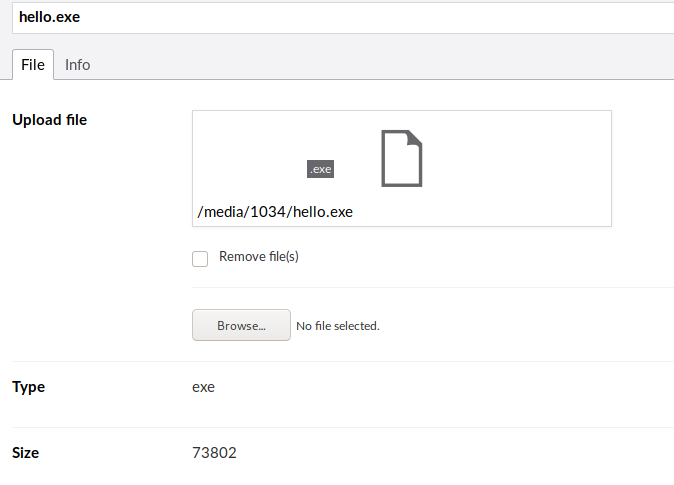 hello.exe
File Info
Upload file
.exe
/media/1034/hello.exe
Remove file(s)
Browse... No file selected.
Type exe
Size 73802